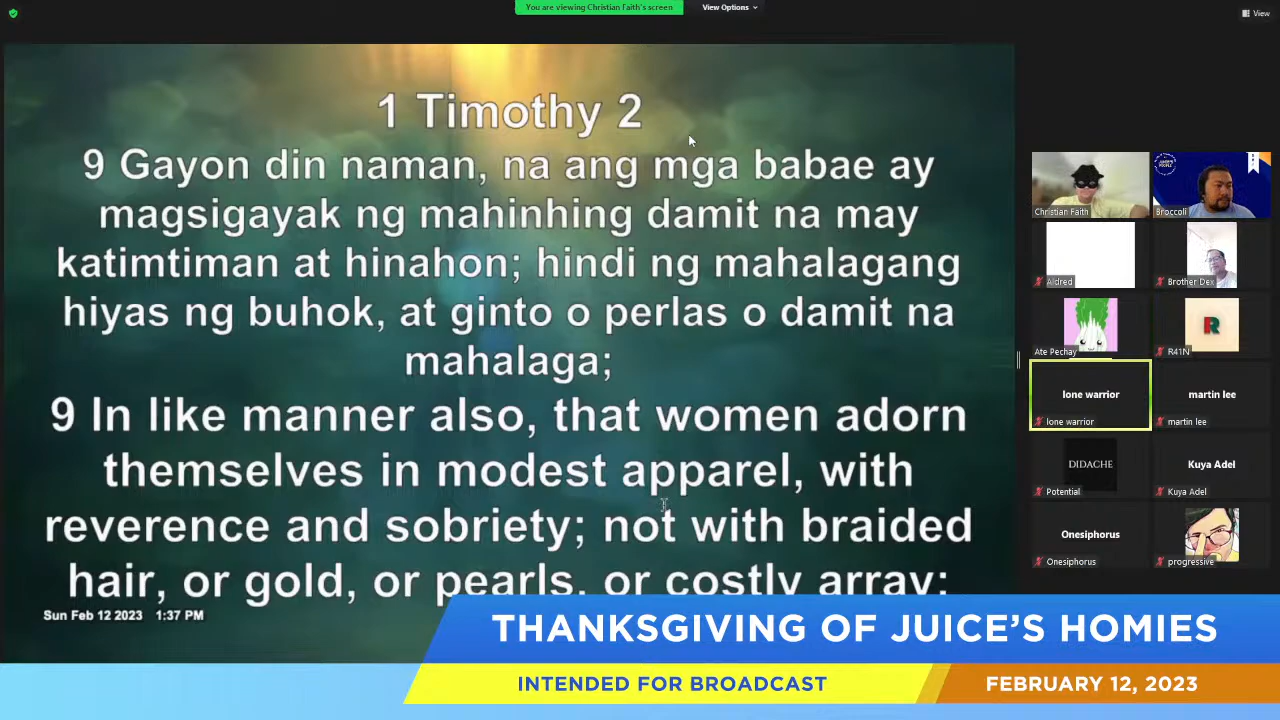 You are viewing Christian Faith's screen
View Options
View
1 Timothy 2
9 Gayon din naman, na ang mga babae ay
magsigayak ng mahinhing damit na may
katimtiman at hinahon; hindi ng mahalagang
hiyas ng buhok, at ginto o perlas o damit na
mahalaga;
9 In like manner also, that women adorn
themselves in modest apparel, with
reverence and sobriety; not with braided
hair, or gold, or pearls, or costly array;
Sun Feb 12 2023 1:37 PM
Christian Faith
Broccoli
Aldred
Brother Dex
Ate Pechay
R
R41N
lone warrior
lone warrior
martin lee
martin lee
DIDACHE
Potential
Kuya Adel
Kuya Adel
Onesiphorus
Onesiphorus
progressive
THANKSGIVING OF JUICE'S HOMIES
INTENDED FOR BROADCAST
FEBRUARY 12, 2023